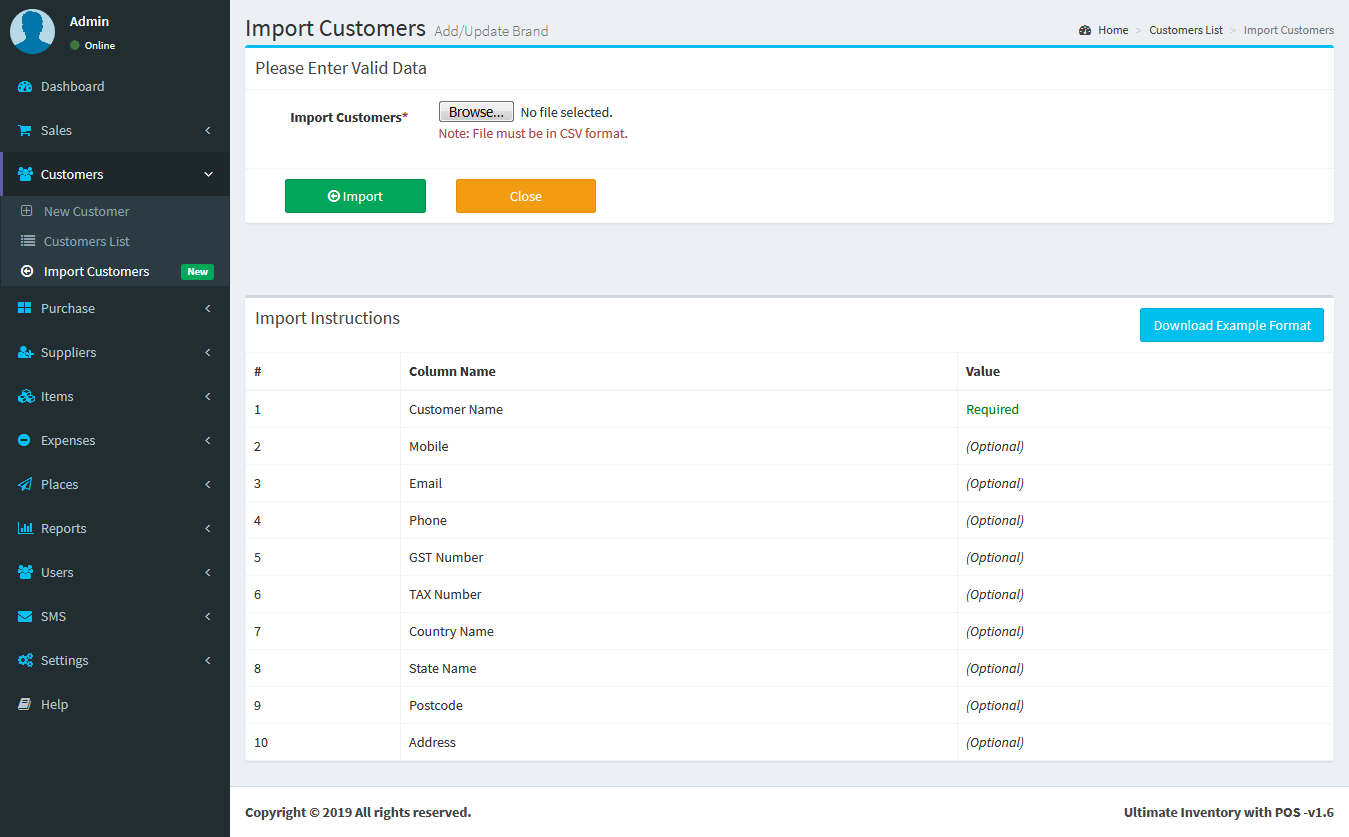 Admin
Online
Dashboard
Sales
Customers
New Customer
Customers List
Import Customers New
Purchase
Suppliers
Items
Expenses
Places
Reports
Users
SMS
Settings
Help
Import Customers Add/Update Brand
Home > Customers List > Import Customers
Please Enter Valid Data
Import Customers* Browse... No file selected.
Note: File must be in CSV format.
Import Close
Import Instructions Download Example Format
# Column Name Value
1 Customer Name Required
2 Mobile (Optional)
3 Email (Optional)
4 Phone (Optional)
5 GST Number (Optional)
6 TAX Number (Optional)
7 Country Name (Optional)
8 State Name (Optional)
9 Postcode (Optional)
10 Address (Optional)
Copyright © 2019 All rights reserved. Ultimate Inventory with POS -v1.6